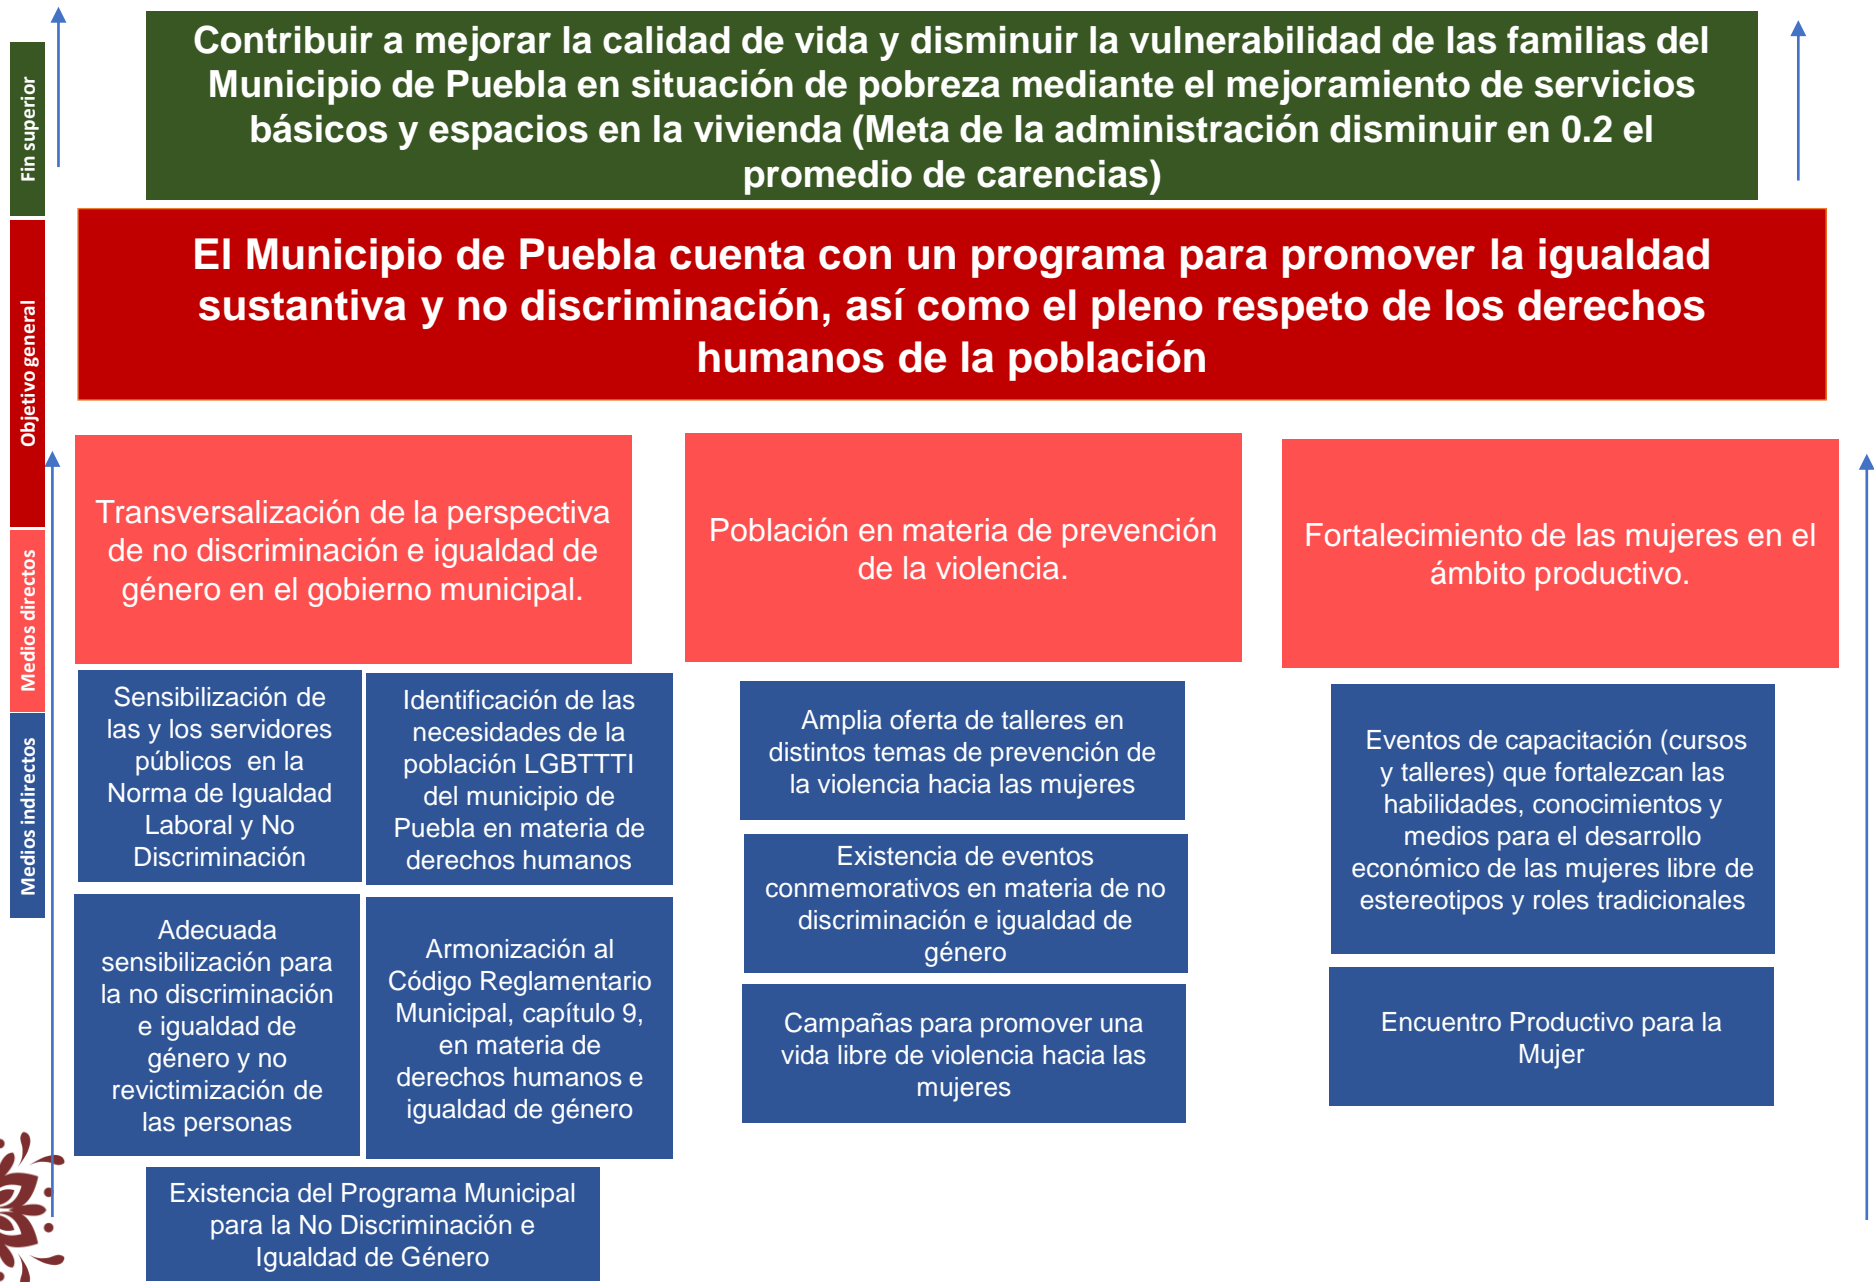 Fin superior
Contribuir a mejorar la calidad de vida y disminuir la vulnerabilidad de las familias del
Municipio de Puebla en situación de pobreza mediante el mejoramiento de servicios
básicos y espacios en la vivienda (Meta de la administración disminuir en 0.2 el
promedio de carencias)
Objetivo general
El Municipio de Puebla cuenta con un programa para promover la igualdad
sustantiva y no discriminación, así como el pleno respeto de los derechos
humanos de la población
Medios directos
Transversalización de la perspectiva
de no discriminación e igualdad de
género en el gobierno municipal.
Población en materia de prevención
de la violencia.
Fortalecimiento de las mujeres en el
ámbito productivo.
Medios indirectos
Sensibilización de
las y los servidores
públicos en la
Norma de Igualdad
Laboral y No
Discriminación
Identificación de las
necesidades de la
población LGBTTTI
del municipio de
Puebla en materia de
derechos humanos
Adecuada
sensibilización para
la no discriminación
e igualdad de
género y no
revictimización de
las personas
Armonización al
Código Reglamentario
Municipal, capítulo 9,
en materia de
derechos humanos e
igualdad de género
Existencia del Programa Municipal
para la No Discriminación e
Igualdad de Género
Amplia oferta de talleres en
distintos temas de prevención de
la violencia hacia las mujeres
Existencia de eventos
conmemorativos en materia de no
discriminación e igualdad de
género
Campañas para promover una
vida libre de violencia hacia las
mujeres
Eventos de capacitación (cursos
y talleres) que fortalezcan las
habilidades, conocimientos y
medios para el desarrollo
económico de las mujeres libre de
estereotipos y roles tradicionales
Encuentro Productivo para la
Mujer